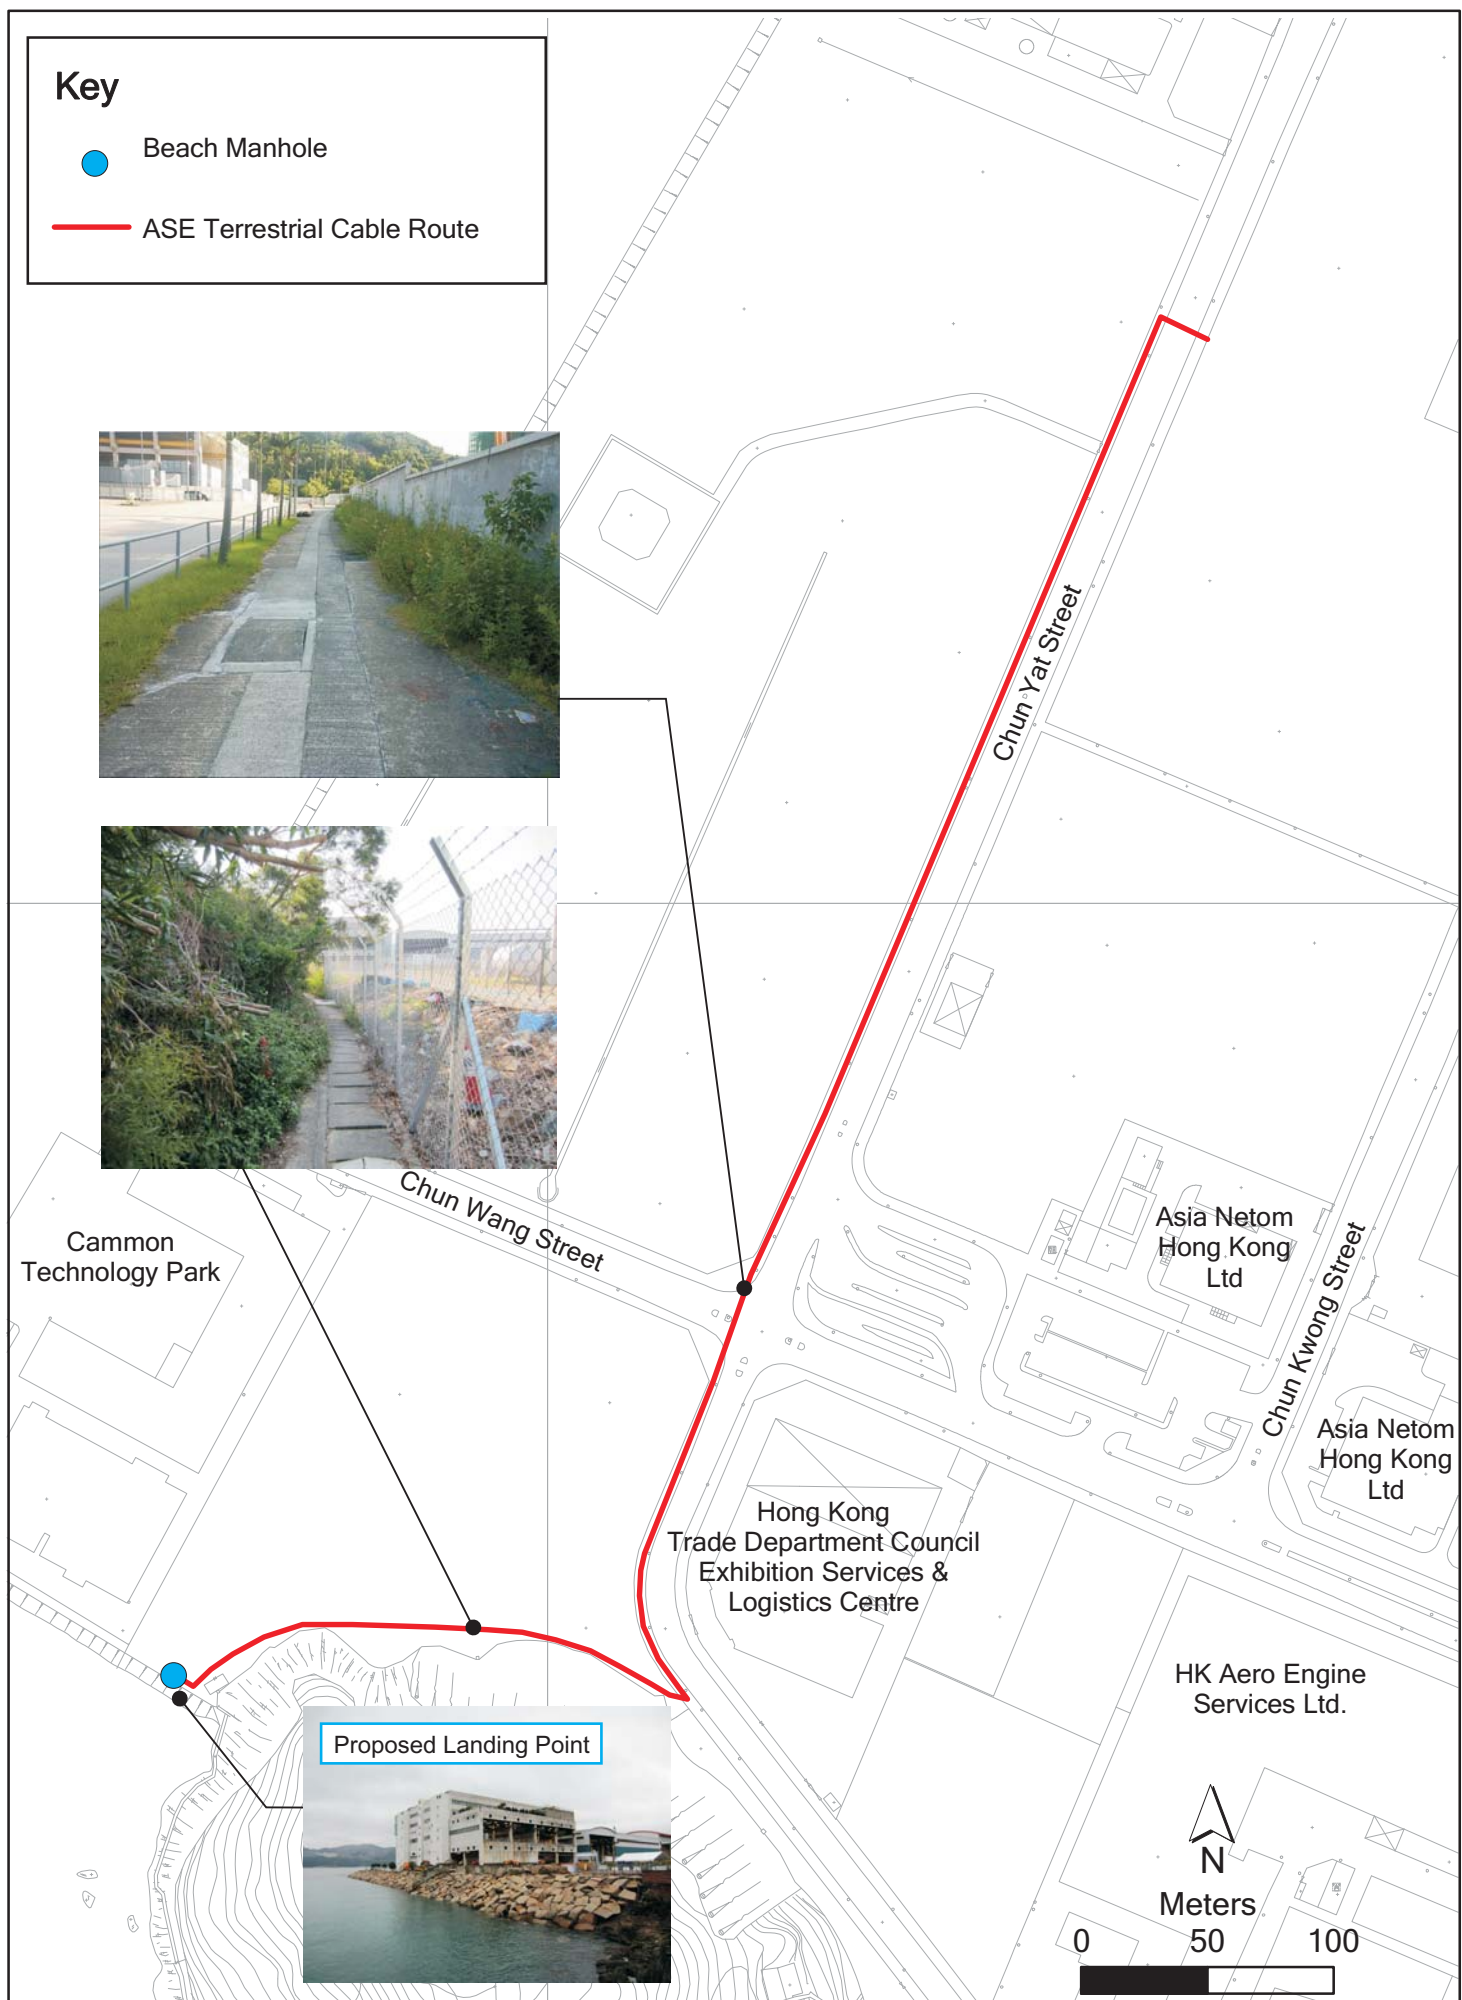 Key
Beach Manhole
ASE Terrestrial Cable Route
Chun Yat Street
Chun Wang Street
Cammon
Technology Park
Asia Netom
Hong Kong
Ltd
Chun Kwong Street
Asia Netom
Hong Kong
Ltd
Hong Kong
Trade Department Council
Exhibition Services &
Logistics Centre
HK Aero Engine
Services Ltd.
Proposed Landing Point
N
Meters
0 50 100